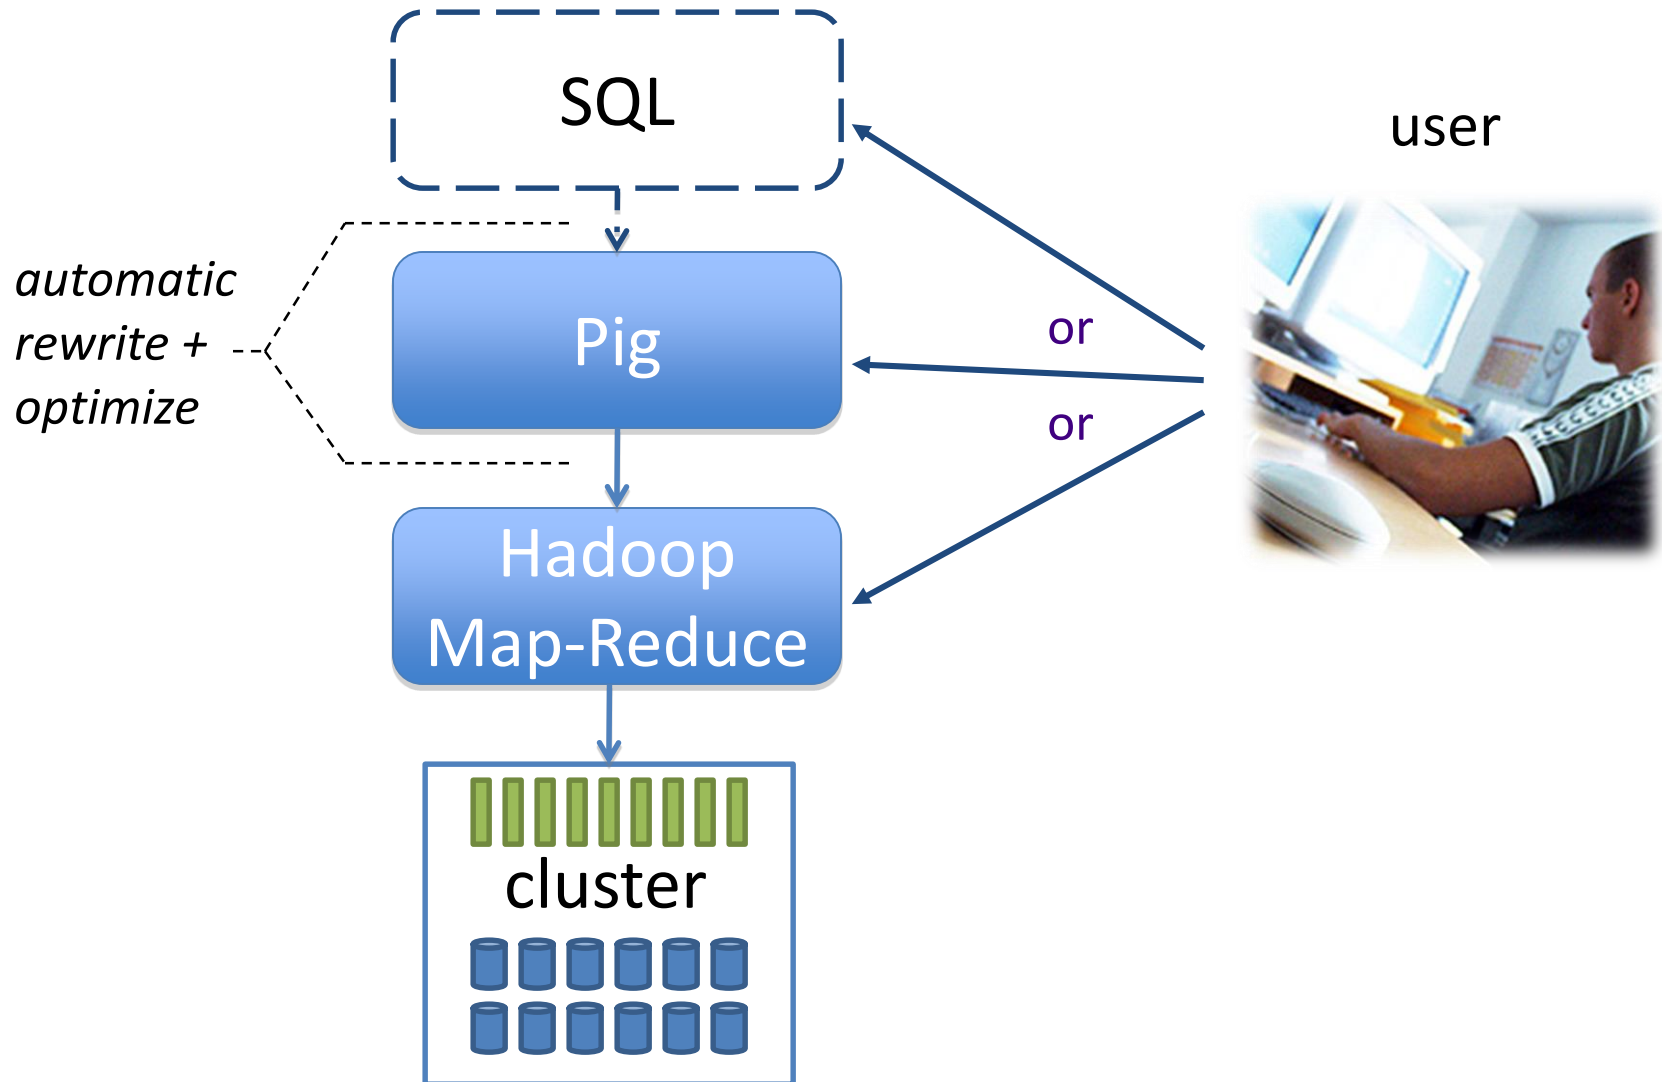 SQL
user
automatic
rewrite +
optimize
Pig
or
or
Hadoop
Map-Reduce
cluster